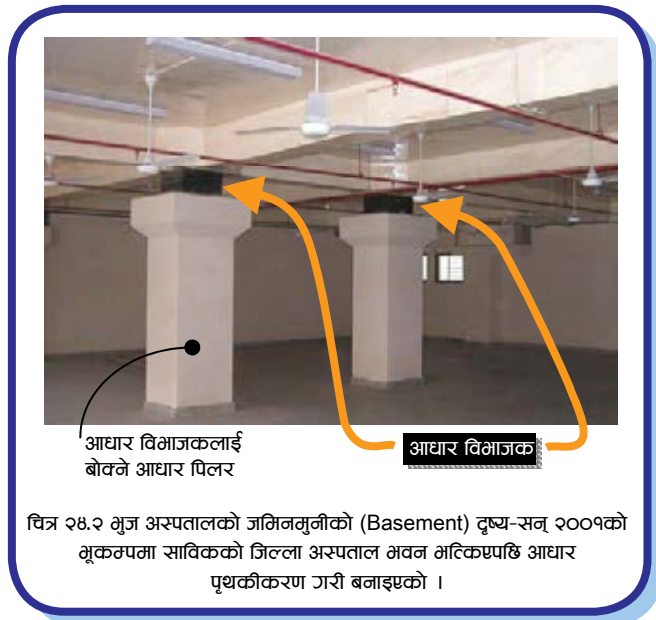 आधार विभाजकलाई
बोक्ने आधार पिलर
आधार विभाजक
चित्र २४.२ भुज अस्पतालको जमिनमुनीको (Basement) दृष्य-सन् २००१को
भूकम्पमा साविकको जिल्ला अस्पताल भवन भत्किएपछि आधार
पृथकीकरण गरी बनाइएको ।